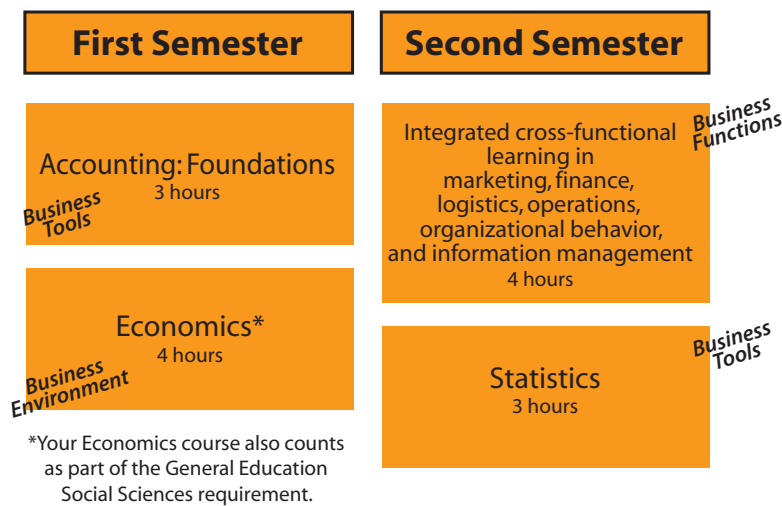 First Semester
Accounting: Foundations
3 hours
Business
Tools
Economics*
4 hours
Business
Environment
*Your Economics course also counts
as part of the General Education
Social Sciences requirement.
Second Semester
Integrated cross-functional
learning in
marketing, finance,
logistics, operations,
organizational behavior,
and information management
4 hours
Business
Functions
Statistics
3 hours
Business
Tools